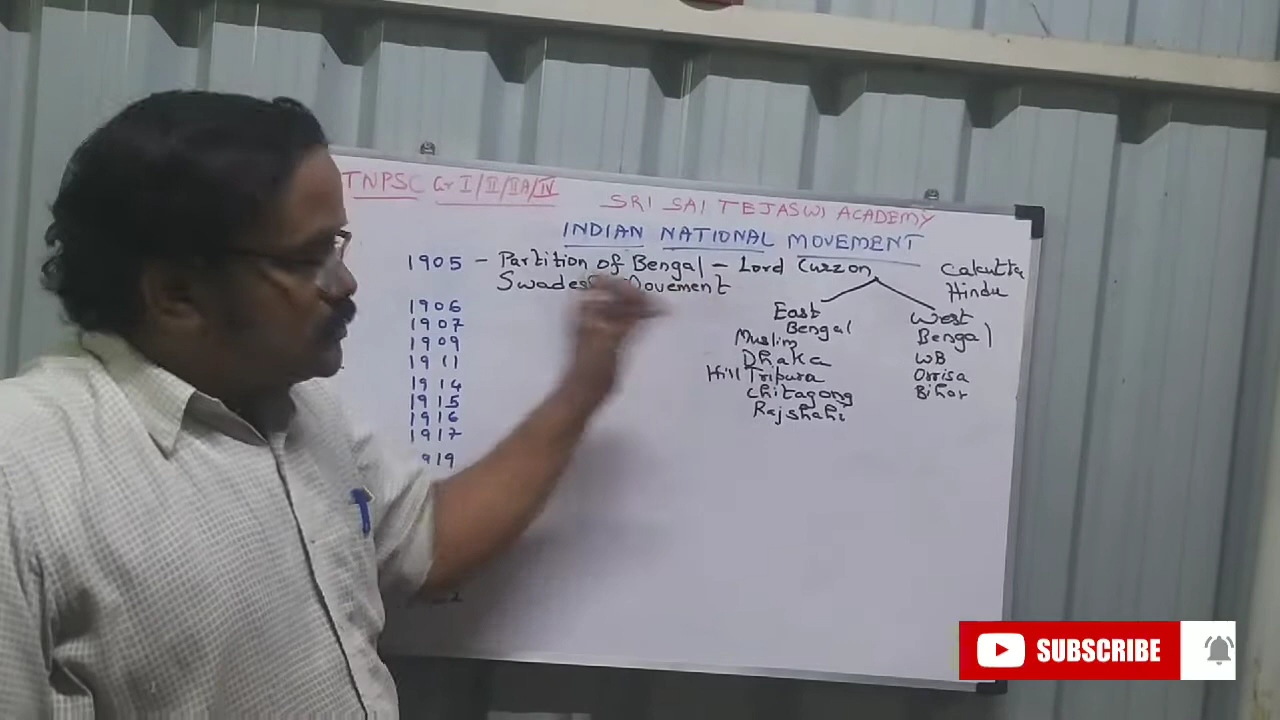 TNPSC Gr I/II/IIA/IV
SRI SAI TEJASWI ACADEMY
INDIAN NATIONAL MOVEMENT
1905 - Partition of Bengal - Lord Curzon
Swades Movement
1906
1907
1909
1911
1914
1915
1916
1917
919
East
Bengal
Muslim
Dhaka
Hill Tripura
Chitagong
Rajshahi
Calcutta
Hindu
West
Bengal
WB
Orrisa
Bihar
SUBSCRIBE